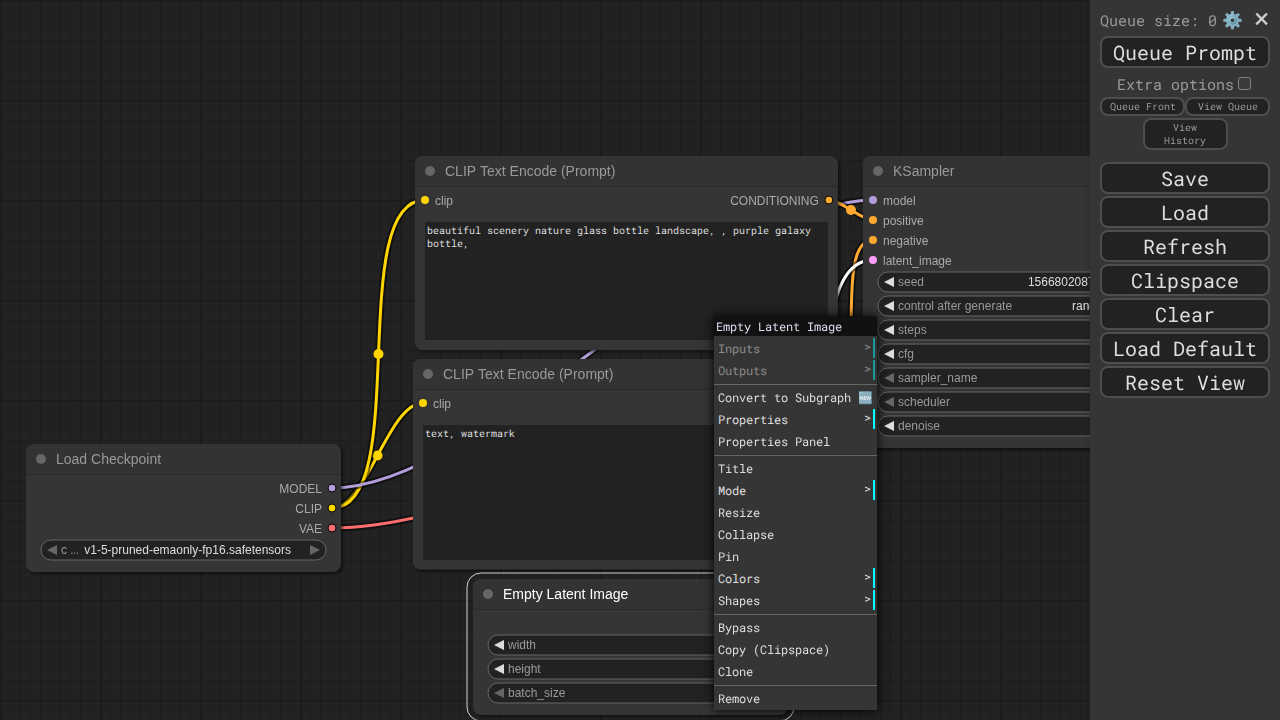 Queue size: 0
Queue Prompt
Extra options
Queue Front
View Queue
View
History
Save
Load
Refresh
Clipspace
Clear
Load Default
Reset View
CLIP Text Encode (Prompt)
clip
CONDITIONING
beautiful scenery nature glass bottle landscape, , purple galaxy
bottle,
KSampler
model
positive
negative
latent_image
seed 1566802087
control after generate ran
steps
cfg
sampler_name
scheduler
denoise
CLIP Text Encode (Prompt)
clip
text, watermark
Load Checkpoint
MODEL
CLIP
VAE
c ... v1-5-pruned-emaonly-fp16.safetensors
Empty Latent Image
width
height
batch_size
Empty Latent Image
Inputs >
Outputs >
Convert to Subgraph 🆕
Properties >
Properties Panel
Title
Mode >
Resize
Collapse
Pin
Colors >
Shapes >
Bypass
Copy (Clipspace)
Clone
Remove